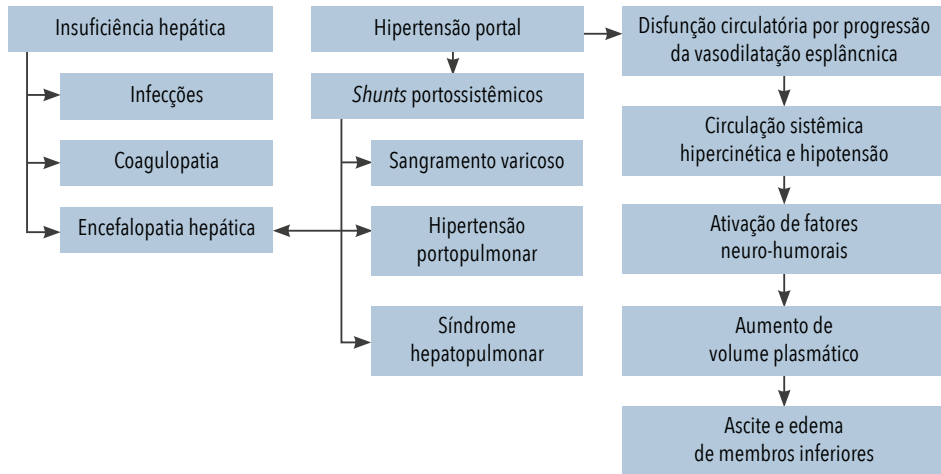 Insuficiência hepática
Infecções
Coagulopatia
Encefalopatia hepática
Hipertensão portal
Shunts portossistêmicos
Sangramento varicoso
Hipertensão
portopulmonar
Síndrome
hepatopulmonar
Disfunção circulatória por progressão
da vasodilatação esplâncnica
Circulação sistêmica
hipercinética e hipotensão
Ativação de fatores
neuro-humorais
Aumento de
volume plasmático
Ascite e edema
de membros inferiores